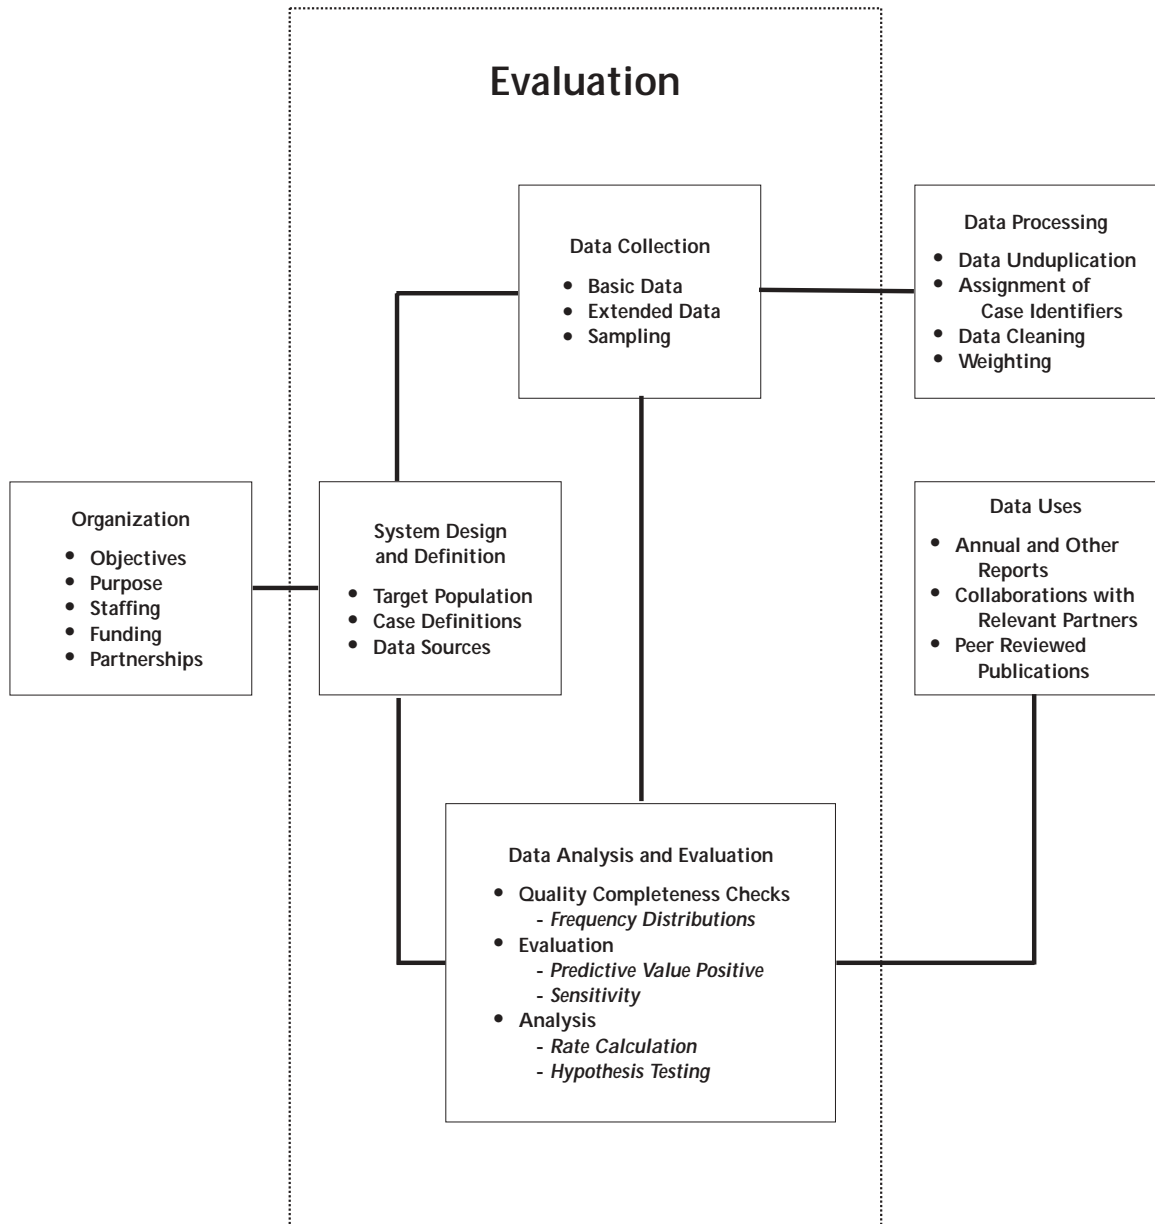 Evaluation
Data Collection
• Basic Data
• Extended Data
• Sampling
Data Processing
• Data Unduplication
• Assignment of
Case Identifiers
• Data Cleaning
• Weighting
Organization
• Objectives
• Purpose
• Staffing
• Funding
• Partnerships
System Design
and Definition
• Target Population
• Case Definitions
• Data Sources
Data Uses
• Annual and Other
Reports
• Collaborations with
Relevant Partners
• Peer Reviewed
Publications
Data Analysis and Evaluation
• Quality Completeness Checks
- Frequency Distributions
• Evaluation
- Predictive Value Positive
- Sensitivity
• Analysis
- Rate Calculation
- Hypothesis Testing